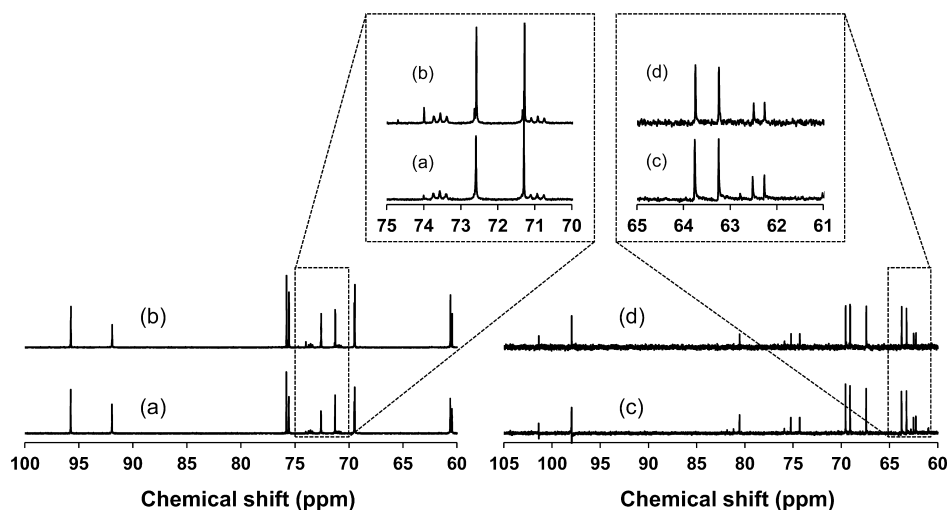 (b)
(a)
75 74 73 72 71 70
(d)
(c)
65 64 63 62 61
(b)
(a)
100 95 90 85 80 75 70 65 60
Chemical shift (ppm)
(d)
(c)
105 100 95 90 85 80 75 70 65 60
Chemical shift (ppm)